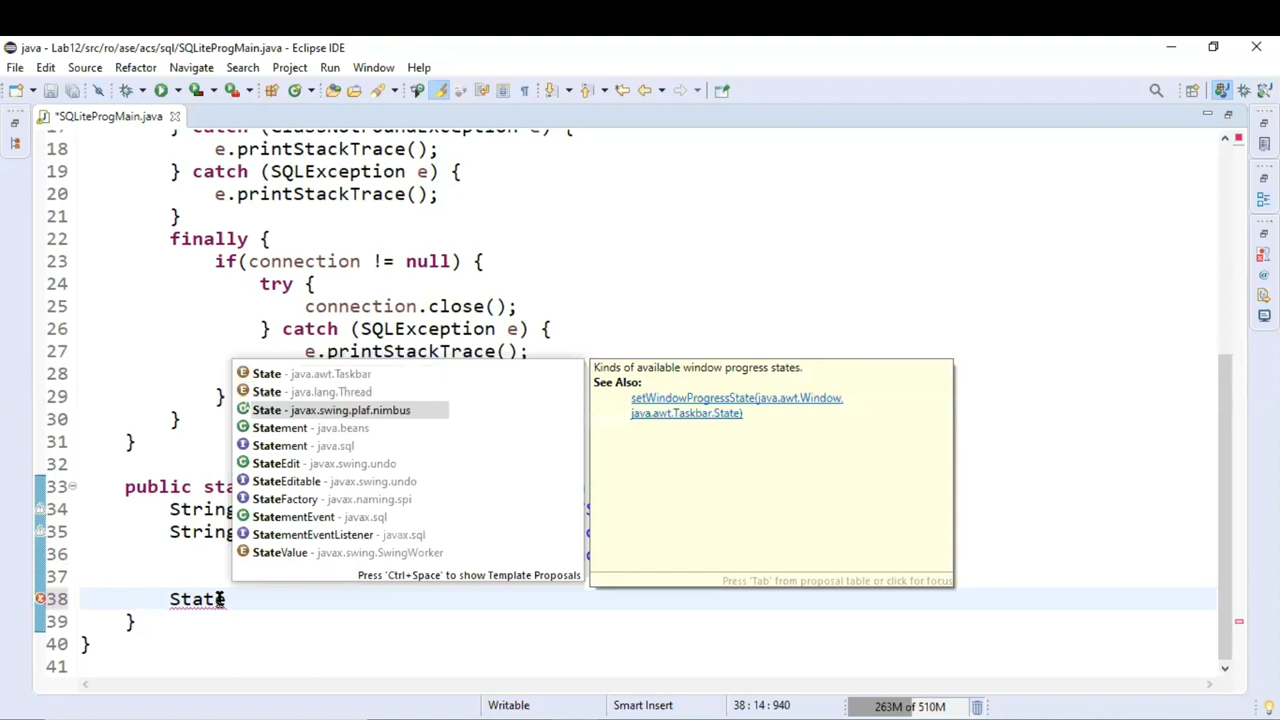 java - Lab12/src/ro/ase/acs/sql/SQLiteProgMain.java - Eclipse IDE
File Edit Source Refactor Navigate Search Project Run Window Help
*SQLiteProgMain.java
} catch (ClassNotFoundException e) {
18 e.printStackTrace();
19 } catch (SQLException e) {
20 e.printStackTrace();
21 }
22 finally {
23 if(connection != null) {
24 try {
25 connection.close();
26 } catch (SQLException e) {
27 e.printStackTrace();
28
29 }
30 }
31 }
32
33 public sta
34 String
35 String
36
37
38 State
39 }
40 }
41
State - java.awt.Taskbar
State - java.lang.Thread
State - javax.swing.plaf.nimbus
Statement - java.beans
Statement - java.sql
StateEdit - javax.swing.undo
StateEditable - javax.swing.undo
StateFactory - javax.naming.spi
StatementEvent - javax.sql
StatementEventListener - javax.sql
StateValue - javax.swing.SwingWorker
Press 'Ctrl+Space' to show Template Proposals
Kinds of available window progress states.
See Also:
setWindowProgressState(java.awt.Window,
java.awt.Taskbar.State)
Press 'Tab' from proposal table or click for focus
Writable Smart Insert 38 : 14 : 940 263M of 510M